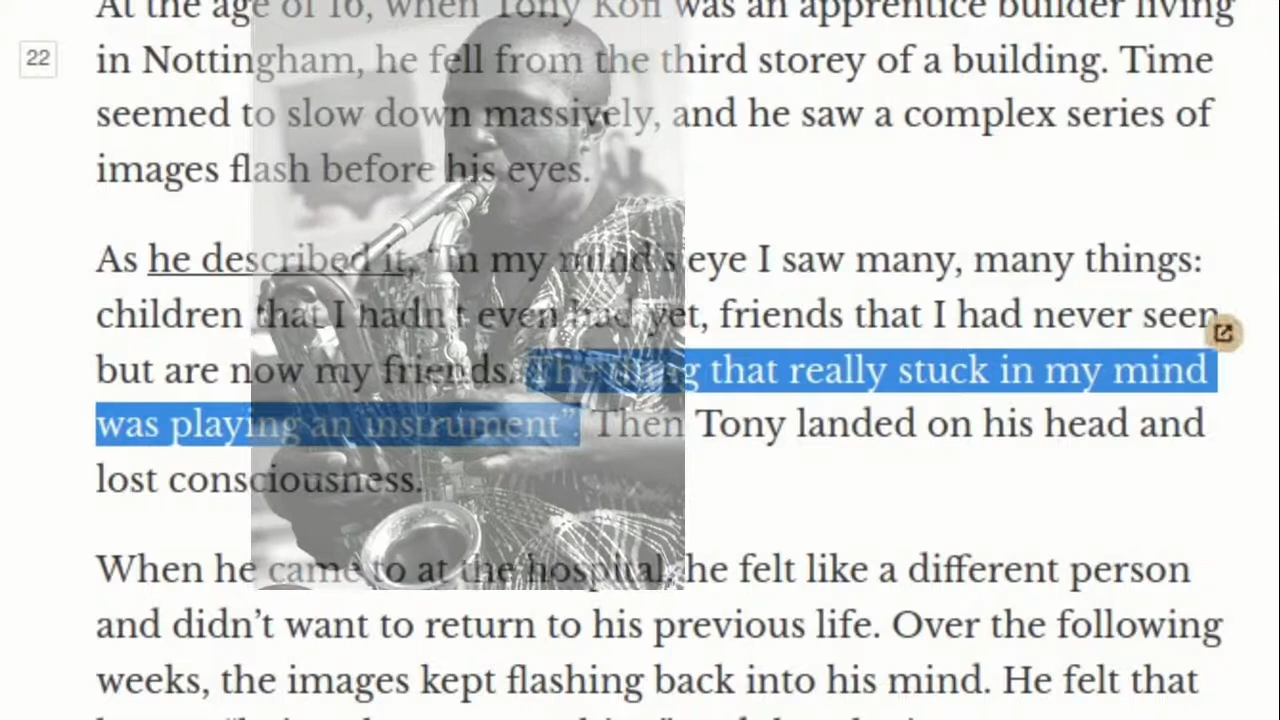 At the age of 16, when Tony Kofi was an apprentice builder living
22
in Nottingham, he fell from the third storey of a building. Time
seemed to slow down massively, and he saw a complex series of
images flash before his eyes.
As he described it, “In my mind’s eye I saw many, many things:
children that I hadn’t even had yet, friends that I had never seen
but are now my friends. The thing that really stuck in my mind
was playing an instrument”. Then Tony landed on his head and
lost consciousness.
When he came to at the hospital, he felt like a different person
and didn’t want to return to his previous life. Over the following
weeks, the images kept flashing back into his mind. He felt that